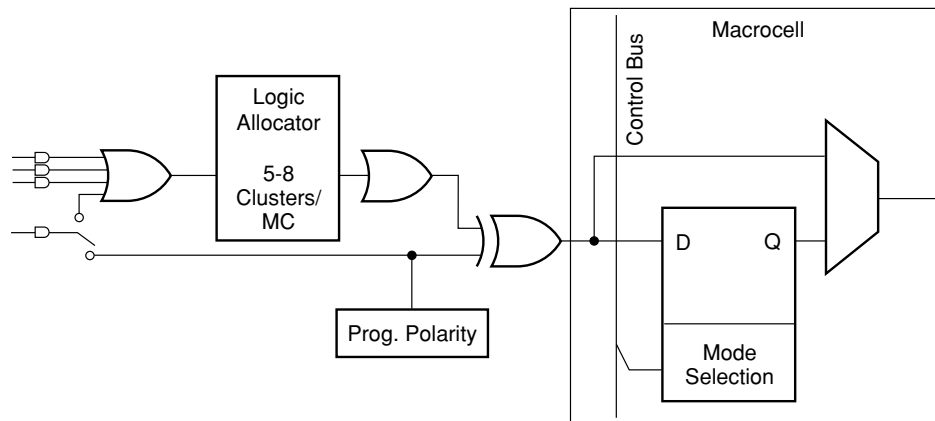 Macrocell
Control Bus
Logic
Allocator
5-8
Clusters/
MC
D
Q
Prog. Polarity
Mode
Selection